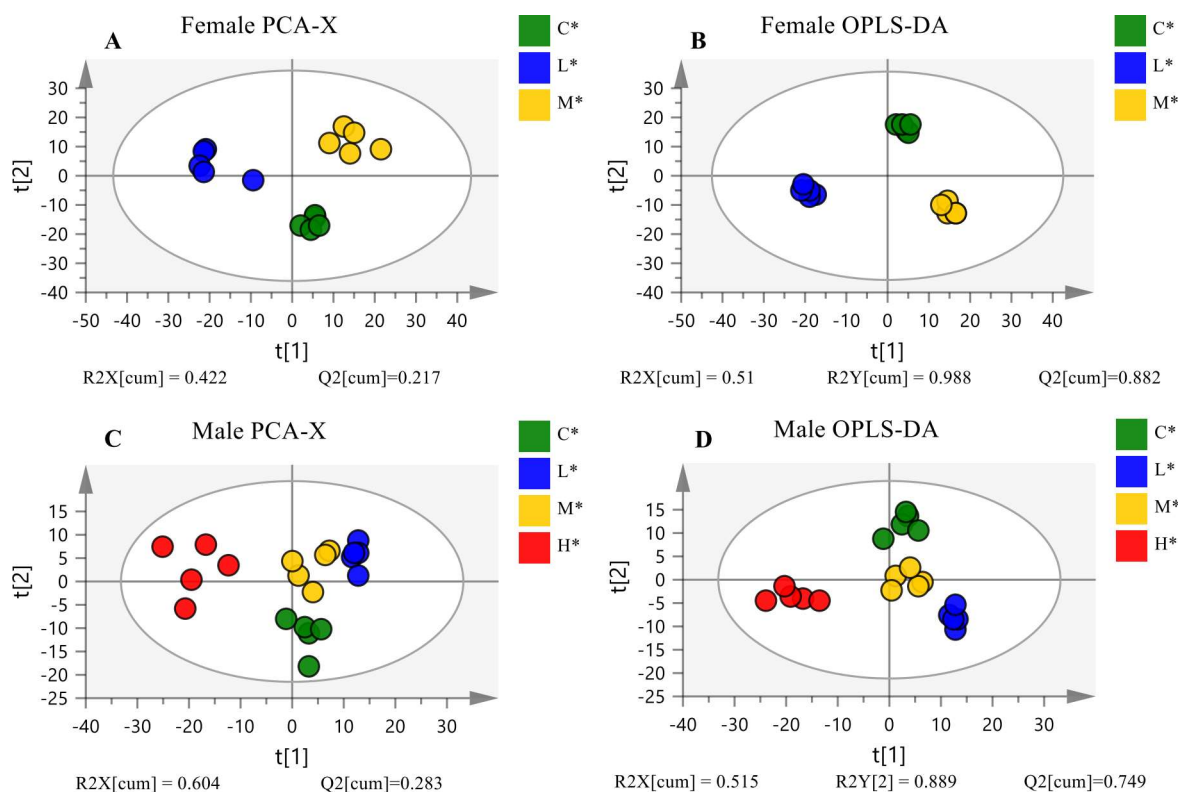 A
Female PCA-X
C*
L*
M*
t[2]
30
20
10
0
-10
-20
-30
-40
-50 -40 -30 -20 -10 0 10 20 30 40
t[1]
R2X[cum] = 0.422 Q2[cum]=0.217
B
Female OPLS-DA
C*
L*
M*
t[2]
30
20
10
0
-10
-20
-30
-40
-50 -40 -30 -20 -10 0 10 20 30 40
t[1]
R2X[cum] = 0.51 R2Y[cum] = 0.988 Q2[cum]=0.882
C
Male PCA-X
C*
L*
M*
H*
t[2]
15
10
5
0
-5
-10
-15
-20
-25
-40 -30 -20 -10 0 10 20 30
t[1]
R2X[cum] = 0.604 Q2[cum]=0.283
D
Male OPLS-DA
C*
L*
M*
H*
t[2]
15
10
5
0
-5
-10
-15
-20
-25
-40 -30 -20 -10 0 10 20 30
t[1]
R2X[cum] = 0.515 R2Y[2] = 0.889 Q2[cum]=0.749